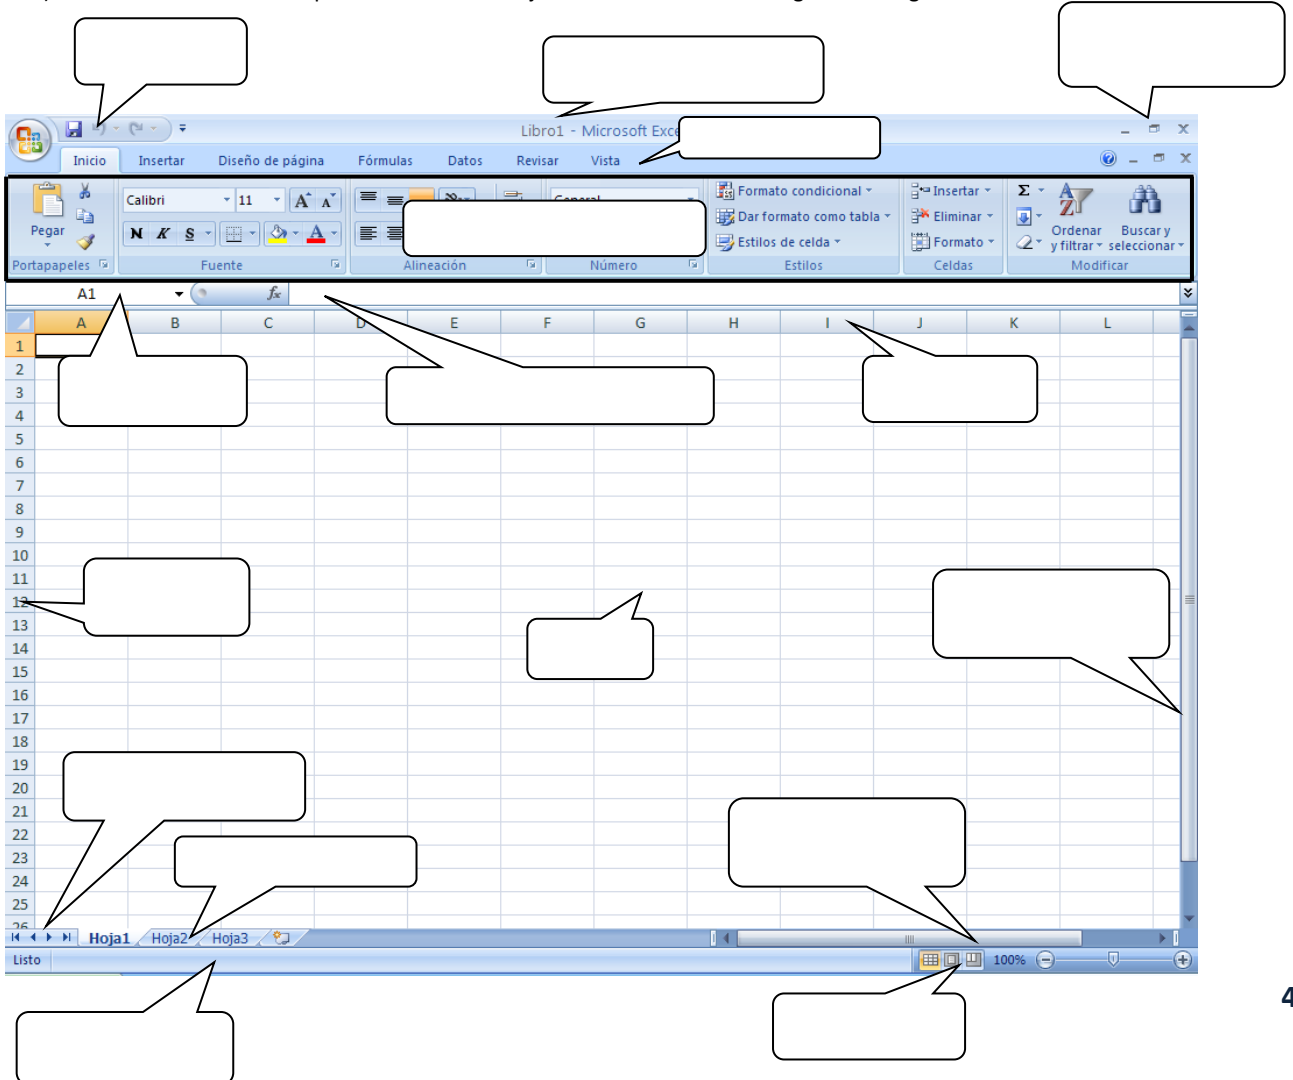 Libro1 - Microsoft Exce
Inicio Insertar Diseño de página Fórmulas Datos Revisar Vista
Calibri 11 A A General Formato condicional Insertar Σ
Pegar N K S A Dar formato como tabla Eliminar Ordenar Buscar y
Estilos de celda Formato y filtrar seleccionar
Portapapeles Fuente Alineación Número Estilos Celdas Modificar
A1 fx
A B C D E F G H I J K L
1
2
3
4
5
6
7
8
9
10
11
12
13
14
15
16
17
18
19
20
21
22
23
24
25
26
Hoja1 Hoja2 Hoja3
Listo 100%
4